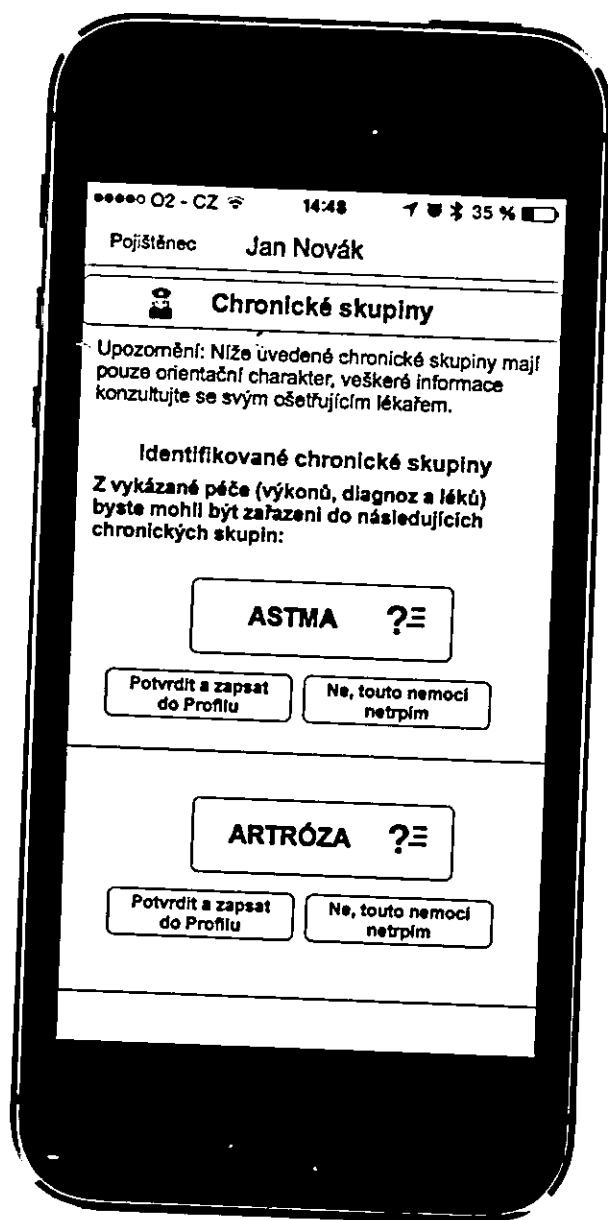 O2 - CZ 14:48 35 %
Pojištěnec Jan Novák
Chronické skupiny
Upozornění: Níže uvedené chronické skupiny mají
pouze orientační charakter, veškeré informace
konzultujte se svým ošetřujícím lékařem.
Identifikované chronické skupiny
Z vykázané péče (výkonů, diagnoz a léků)
byste mohli být zařazeni do následujících
chronických skupin:
ASTMA ?
Potvrdit a zapsat
do Profilu
Ne, touto nemocí
netrpím
ARTRÓZA ?
Potvrdit a zapsat
do Profilu
Ne, touto nemocí
netrpím